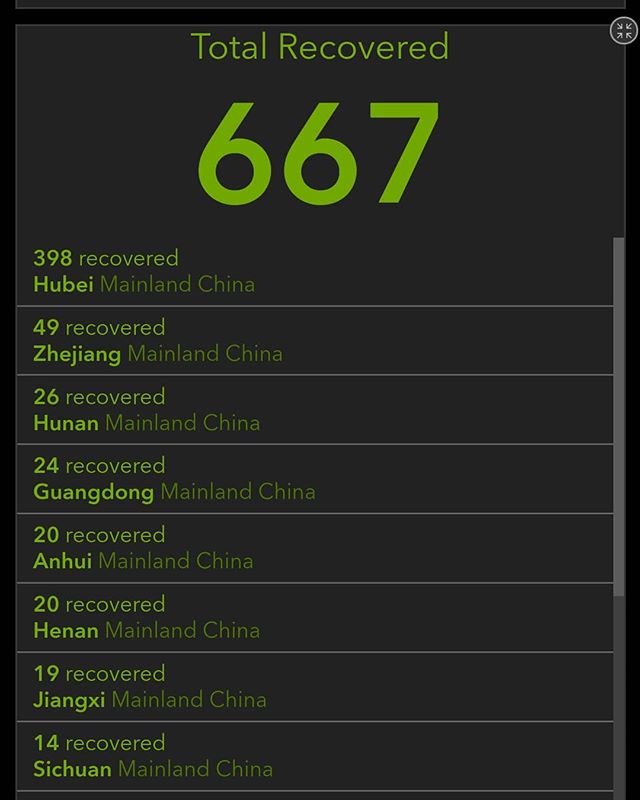 Total Recovered
667
398 recovered
Hubei Mainland China
49 recovered
Zhejiang Mainland China
26 recovered
Hunan Mainland China
24 recovered
Guangdong Mainland China
20 recovered
Anhui Mainland China
20 recovered
Henan Mainland China
19 recovered
Jiangxi Mainland China
14 recovered
Sichuan Mainland China